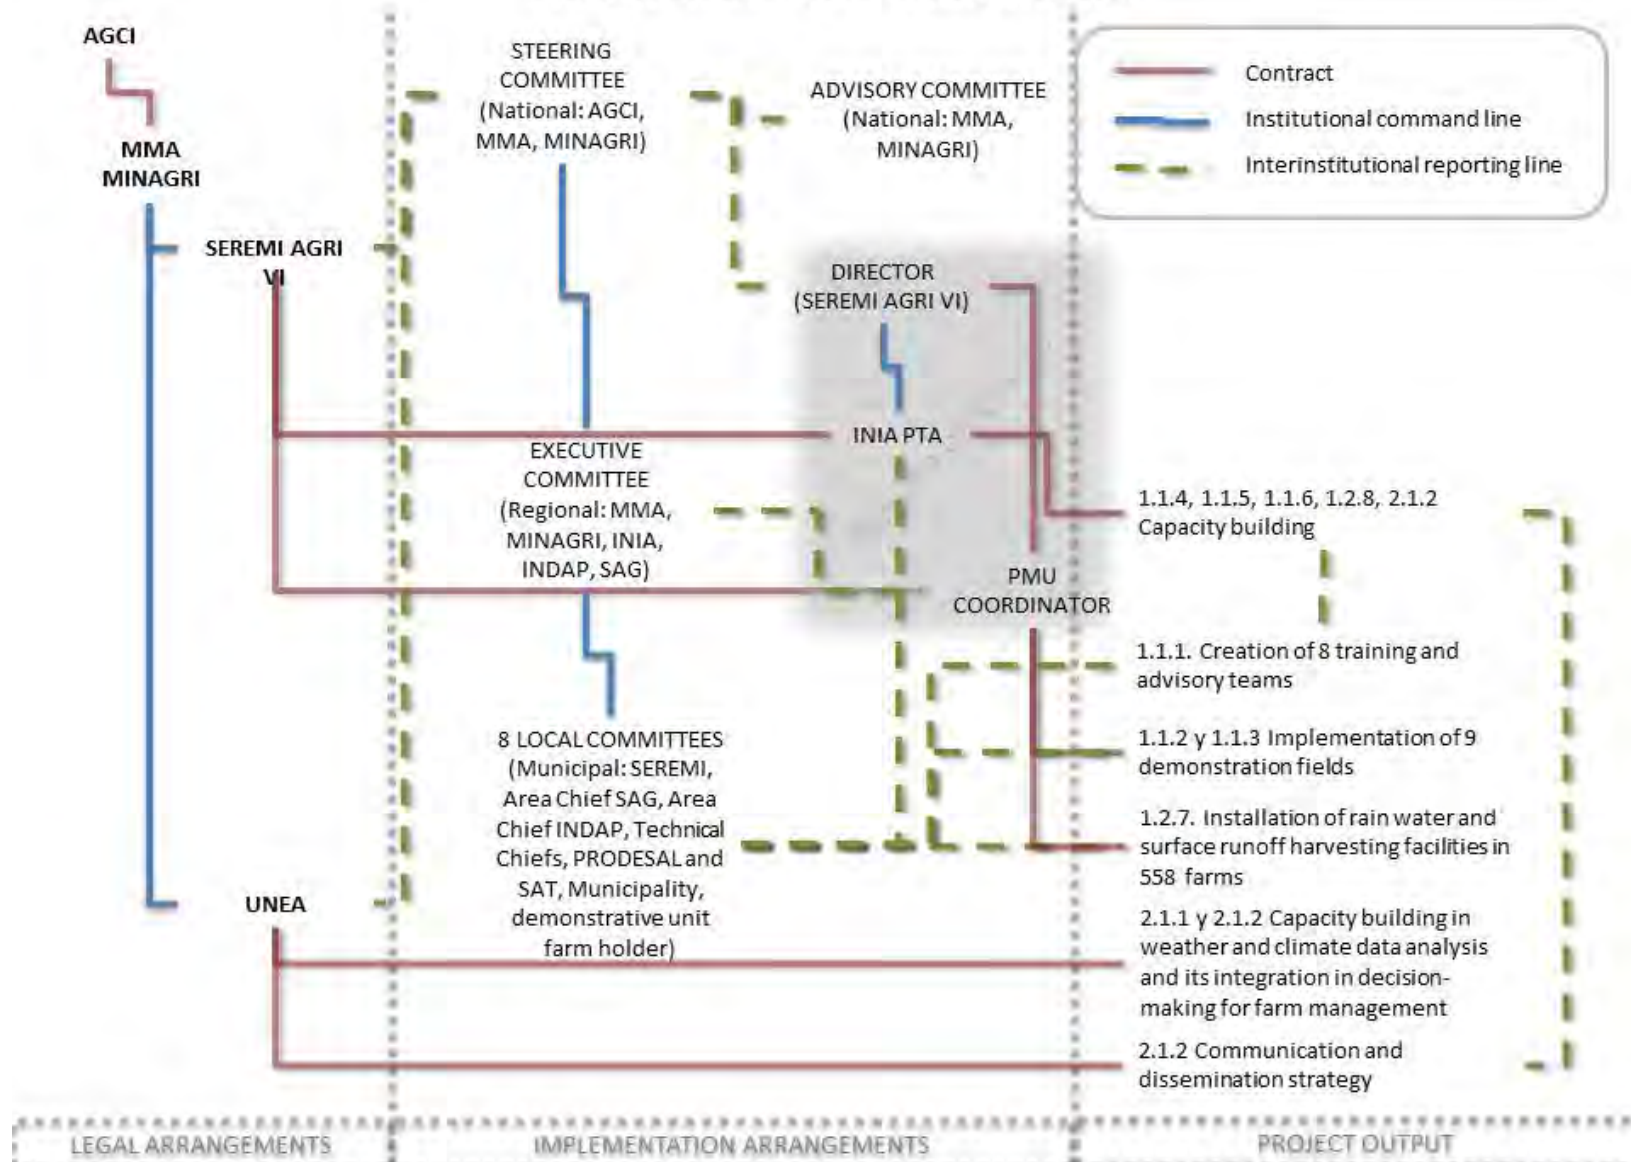 AGCI
MMA
MINAGRI
SEREMI AGRI
VI
UNEA
STEERING
COMMITTEE
(National: AGCI,
MMA, MINAGRI)
ADVISORY COMMITTEE
(National: MMA,
MINAGRI)
Contract
Institutional command line
Interinstitutional reporting line
DIRECTOR
(SEREMI AGRI VI)
INIA PTA
EXECUTIVE
COMMITTEE
(Regional: MMA,
MINAGRI, INIA,
INDAP, SAG)
PMU
COORDINATOR
8 LOCAL COMMITTEES
(Municipal: SEREMI,
Area Chief SAG, Area
Chief INDAP, Technical
Chiefs, PRODESAL and
SAT, Municipality,
demonstrative unit
farm holder)
1.1.4, 1.1.5, 1.1.6, 1.2.8, 2.1.2
Capacity building
1.1.1. Creation of 8 training and
advisory teams
1.1.2 y 1.1.3 Implementation of 9
demonstration fields
1.2.7. Installation of rain water and
surface runoff harvesting facilities in
558 farms
2.1.1 y 2.1.2 Capacity building in
weather and climate data analysis
and its integration in decision-
making for farm management
2.1.2 Communication and
dissemination strategy
LEGAL ARRANGEMENTS
IMPLEMENTATION ARRANGEMENTS
PROJECT OUTPUT